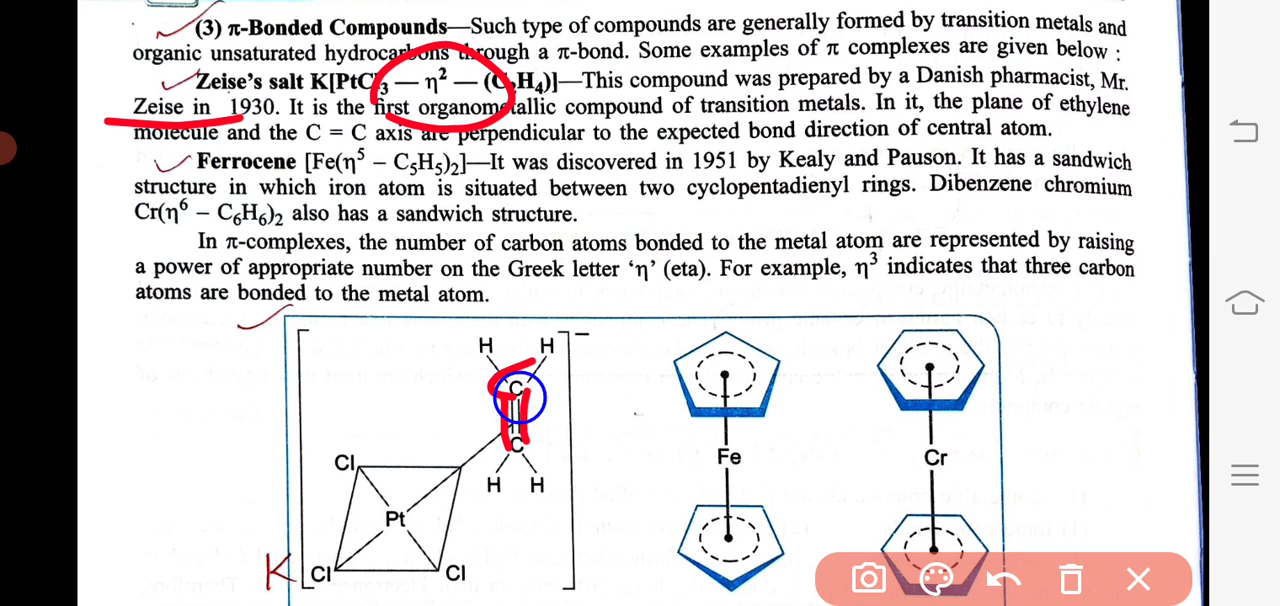 (3) π-Bonded Compounds—Such type of compounds are generally formed by transition metals and
organic unsaturated hydrocarbons through a π-bond. Some examples of π complexes are given below :
Zeise's salt K[PtCl₃ — η² — (C₂H₄)]—This compound was prepared by a Danish pharmacist, Mr.
Zeise in 1930. It is the first organometallic compound of transition metals. In it, the plane of ethylene
molecule and the C = C axis are perpendicular to the expected bond direction of central atom.
Ferrocene [Fe(η⁵ – C₅H₅)₂]—It was discovered in 1951 by Kealy and Pauson. It has a sandwich
structure in which iron atom is situated between two cyclopentadienyl rings. Dibenzene chromium
Cr(η⁶ – C₆H₆)₂ also has a sandwich structure.
In π-complexes, the number of carbon atoms bonded to the metal atom are represented by raising
a power of appropriate number on the Greek letter ‘η’ (eta). For example, η³ indicates that three carbon
atoms are bonded to the metal atom.
H H
C
C
H H
Cl
Pt
K Cl Cl
–
Fe
Cr